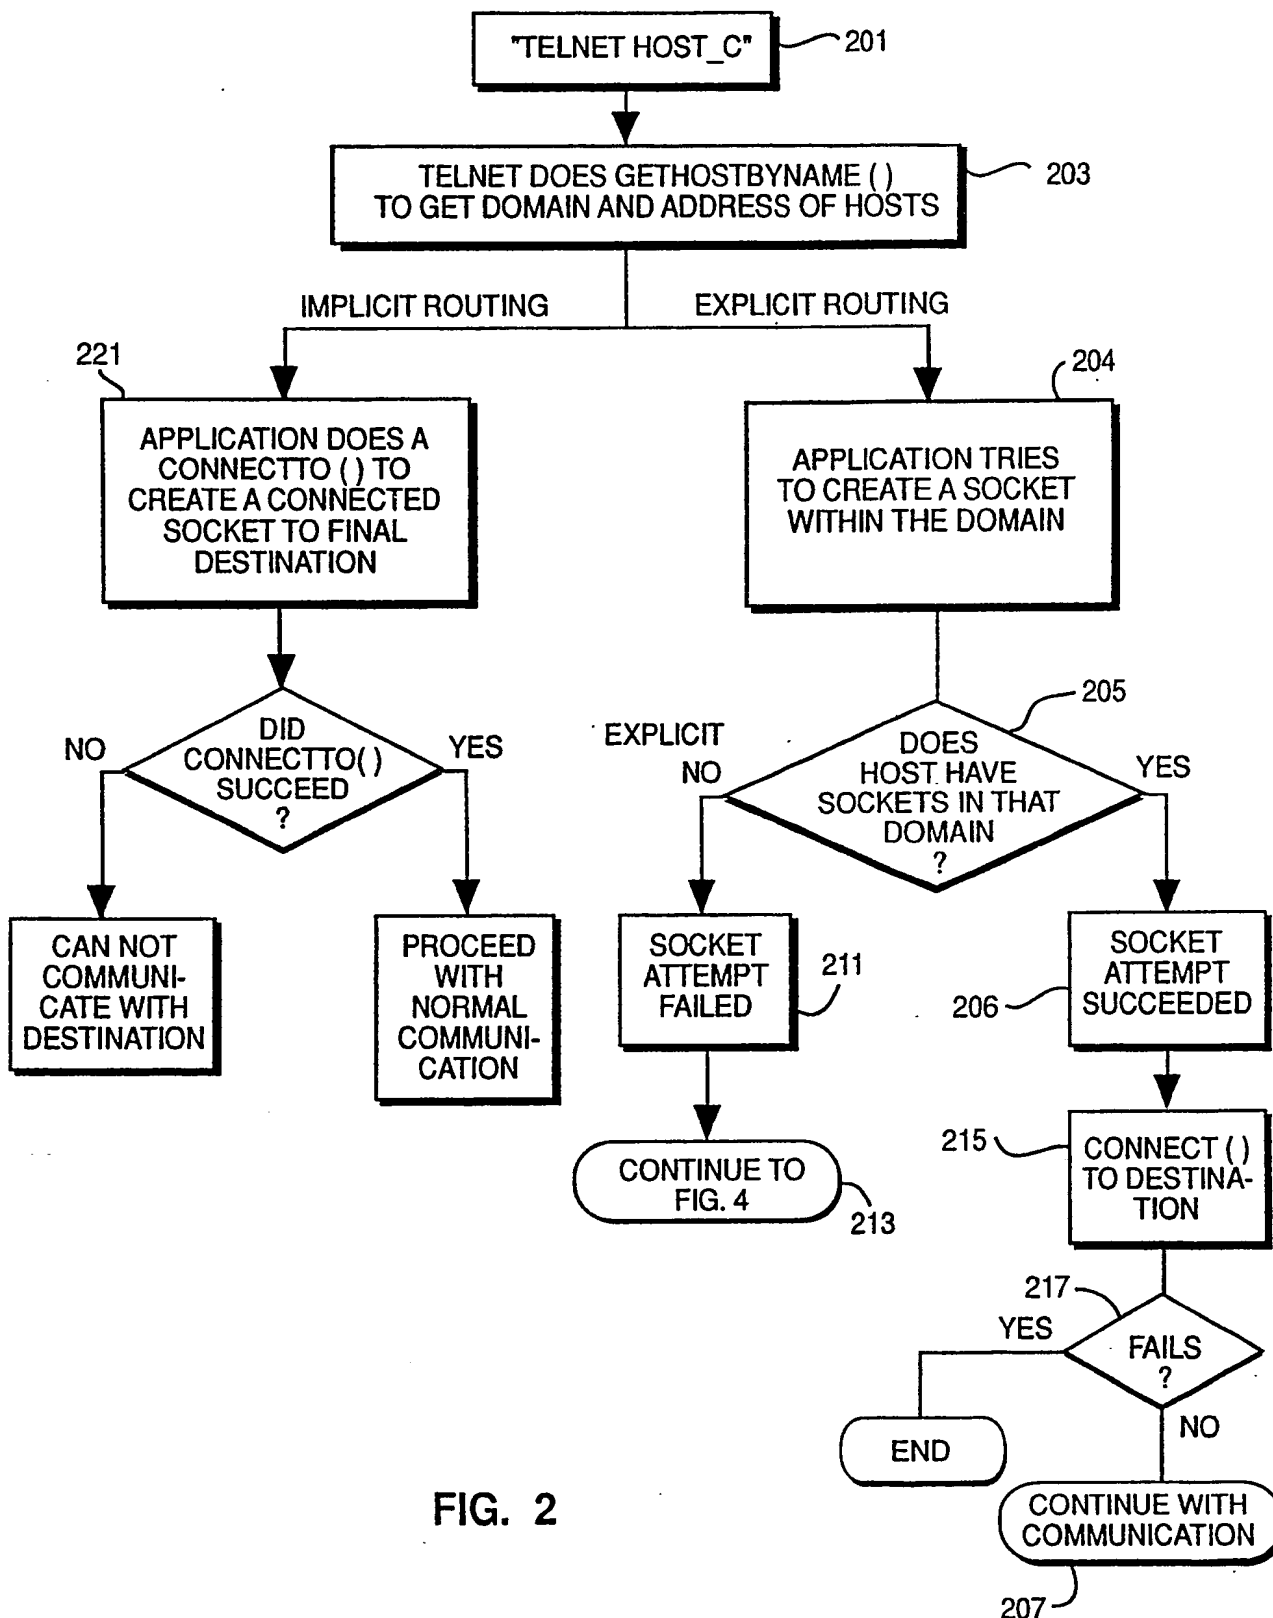 "TELNET HOST_C"
201
TELNET DOES GETHOSTBYNAME ( )
TO GET DOMAIN AND ADDRESS OF HOSTS
203
IMPLICIT ROUTING
EXPLICIT ROUTING
221
APPLICATION DOES A
CONNECTTO ( ) TO
CREATE A CONNECTED
SOCKET TO FINAL
DESTINATION
204
APPLICATION TRIES
TO CREATE A SOCKET
WITHIN THE DOMAIN
NO
DID
CONNECTTO( )
SUCCEED
?
YES
205
EXPLICIT
NO
DOES
HOST HAVE
SOCKETS IN THAT
DOMAIN
?
YES
CAN NOT
COMMUNI-
CATE WITH
DESTINATION
PROCEED
WITH
NORMAL
COMMUNI-
CATION
SOCKET
ATTEMPT
FAILED
211
206
SOCKET
ATTEMPT
SUCCEEDED
CONTINUE TO
FIG. 4
213
215
CONNECT ( )
TO DESTINA-
TION
217
YES
FAILS
?
NO
END
CONTINUE WITH
COMMUNICATION
207
FIG. 2